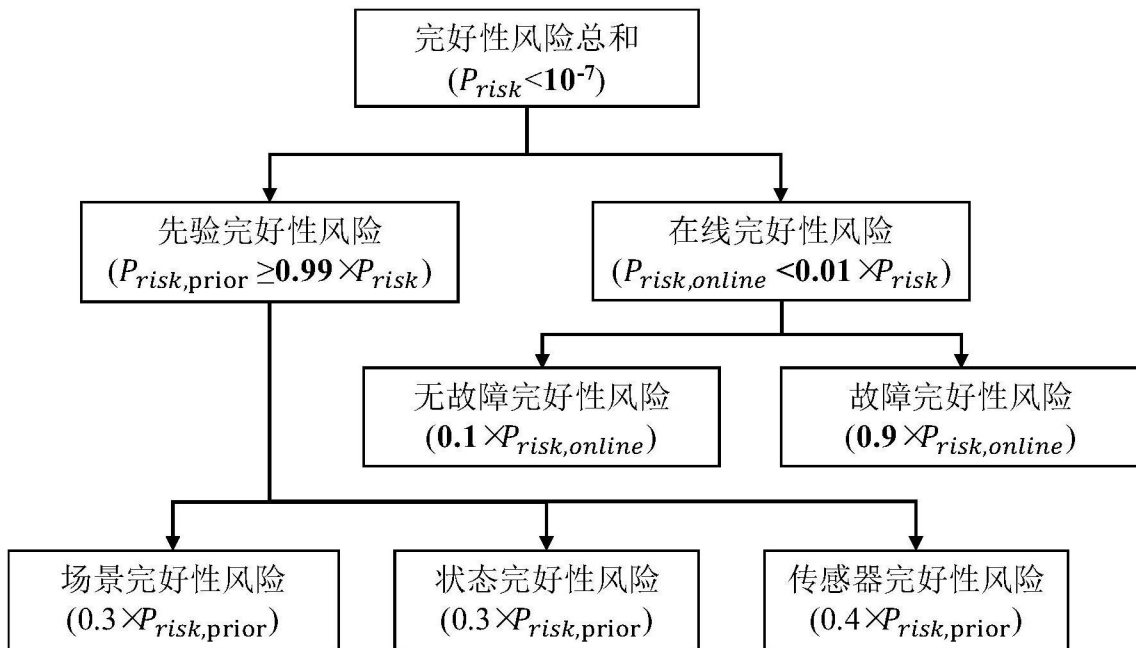 完好性风险总和
(P_risk<10^-7)
先验完好性风险
(P_risk,prior ≥0.99×P_risk)
在线完好性风险
(P_risk,online <0.01×P_risk)
无故障完好性风险
(0.1×P_risk,online)
故障完好性风险
(0.9×P_risk,online)
场景完好性风险
(0.3×P_risk,prior)
状态完好性风险
(0.3×P_risk,prior)
传感器完好性风险
(0.4×P_risk,prior)